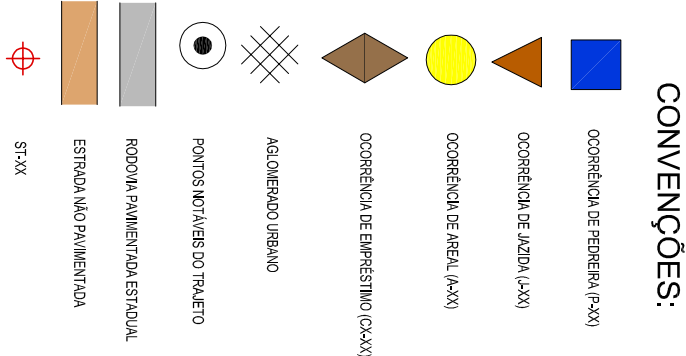 CONVENÇÕES:
OCORRÊNCIA DE PEDREIRA (P-XX)
OCORRÊNCIA DE JAZIDA (J-XX)
OCORRÊNCIA DE AREAL (A-XX)
OCORRÊNCIA DE EMPRÉSTIMO (CX-XX)
AGLOMERADO URBANO
PONTOS NOTÁVEIS DO TRAJETO
RODOVIA PAVIMENTADA ESTADUAL
ESTRADA NÃO PAVIMENTADA
ST-XX